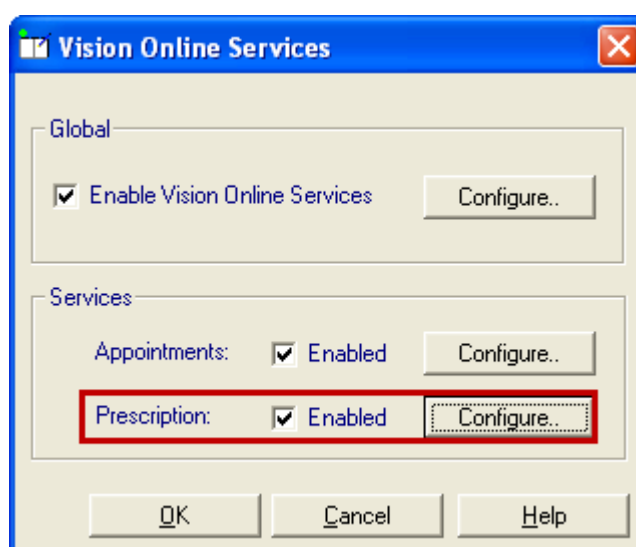 Vision Online Services
Global
Enable Vision Online Services Configure..
Services
Appointments: Enabled Configure..
Prescription: Enabled Configure..
OK Cancel Help